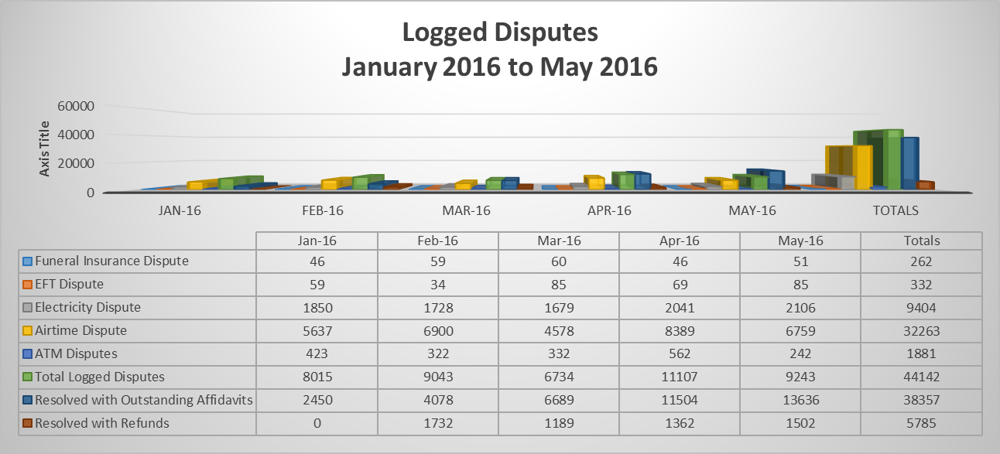 Logged Disputes
January 2016 to May 2016
Axis Title
60000
40000
20000
0
JAN-16 FEB-16 MAR-16 APR-16 MAY-16 TOTALS
Jan-16 Feb-16 Mar-16 Apr-16 May-16 Totals
Funeral Insurance Dispute 46 59 60 46 51 262
EFT Dispute 59 34 85 69 85 332
Electricity Dispute 1850 1728 1679 2041 2106 9404
Airtime Dispute 5637 6900 4578 8389 6759 32263
ATM Disputes 423 322 332 562 242 1881
Total Logged Disputes 8015 9043 6734 11107 9243 44142
Resolved with Outstanding Affidavits 2450 4078 6689 11504 13636 38357
Resolved with Refunds 0 1732 1189 1362 1502 5785